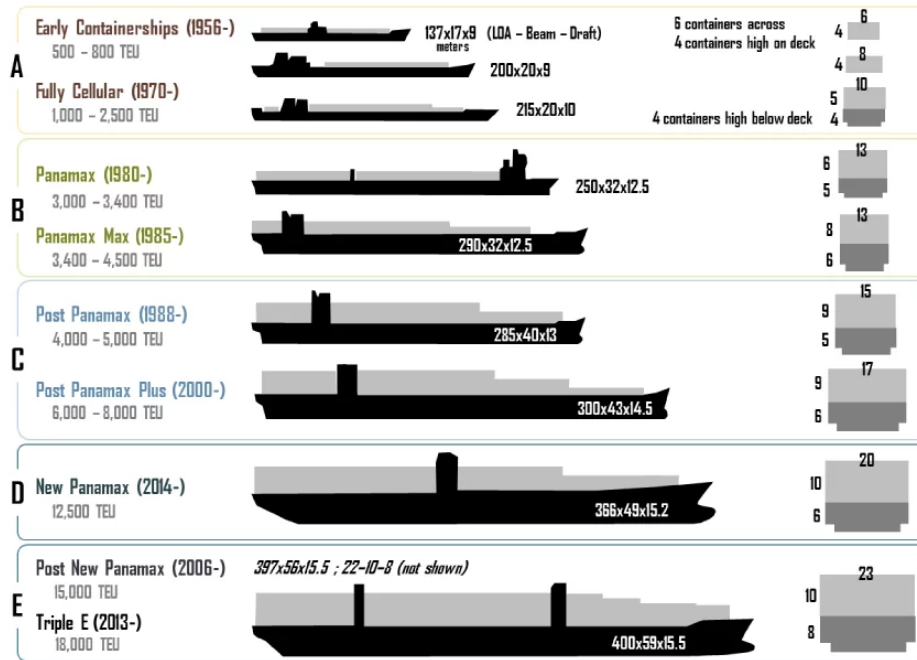 A
Early Containerships (1956-)
500 – 800 TEU
137x17x9 (LOA – Beam – Draft)
meters
200x20x9
6 containers across
4 containers high on deck
6
4
8
4
Fully Cellular (1970-)
1,000 – 2,500 TEU
215x20x10
4 containers high below deck
10
5
4
B
Panamax (1980-)
3,000 – 3,400 TEU
250x32x12.5
13
6
5
Panamax Max (1985-)
3,400 – 4,500 TEU
290x32x12.5
13
8
6
C
Post Panamax (1988-)
4,000 – 5,000 TEU
285x40x13
15
9
5
Post Panamax Plus (2000-)
6,000 – 8,000 TEU
300x43x14.5
17
9
6
D
New Panamax (2014-)
12,500 TEU
366x49x15.2
20
10
6
E
Post New Panamax (2006-)
15,000 TEU
397x56x15.5 ; 22–10–8 (not shown)
Triple E (2013-)
18,000 TEU
400x59x15.5
23
10
8